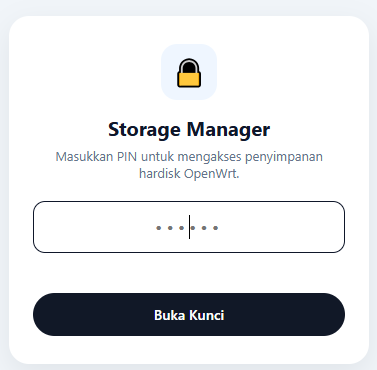 Storage Manager
Masukkan PIN untuk mengakses penyimpanan
hardisk OpenWrt.
••••••
Buka Kunci